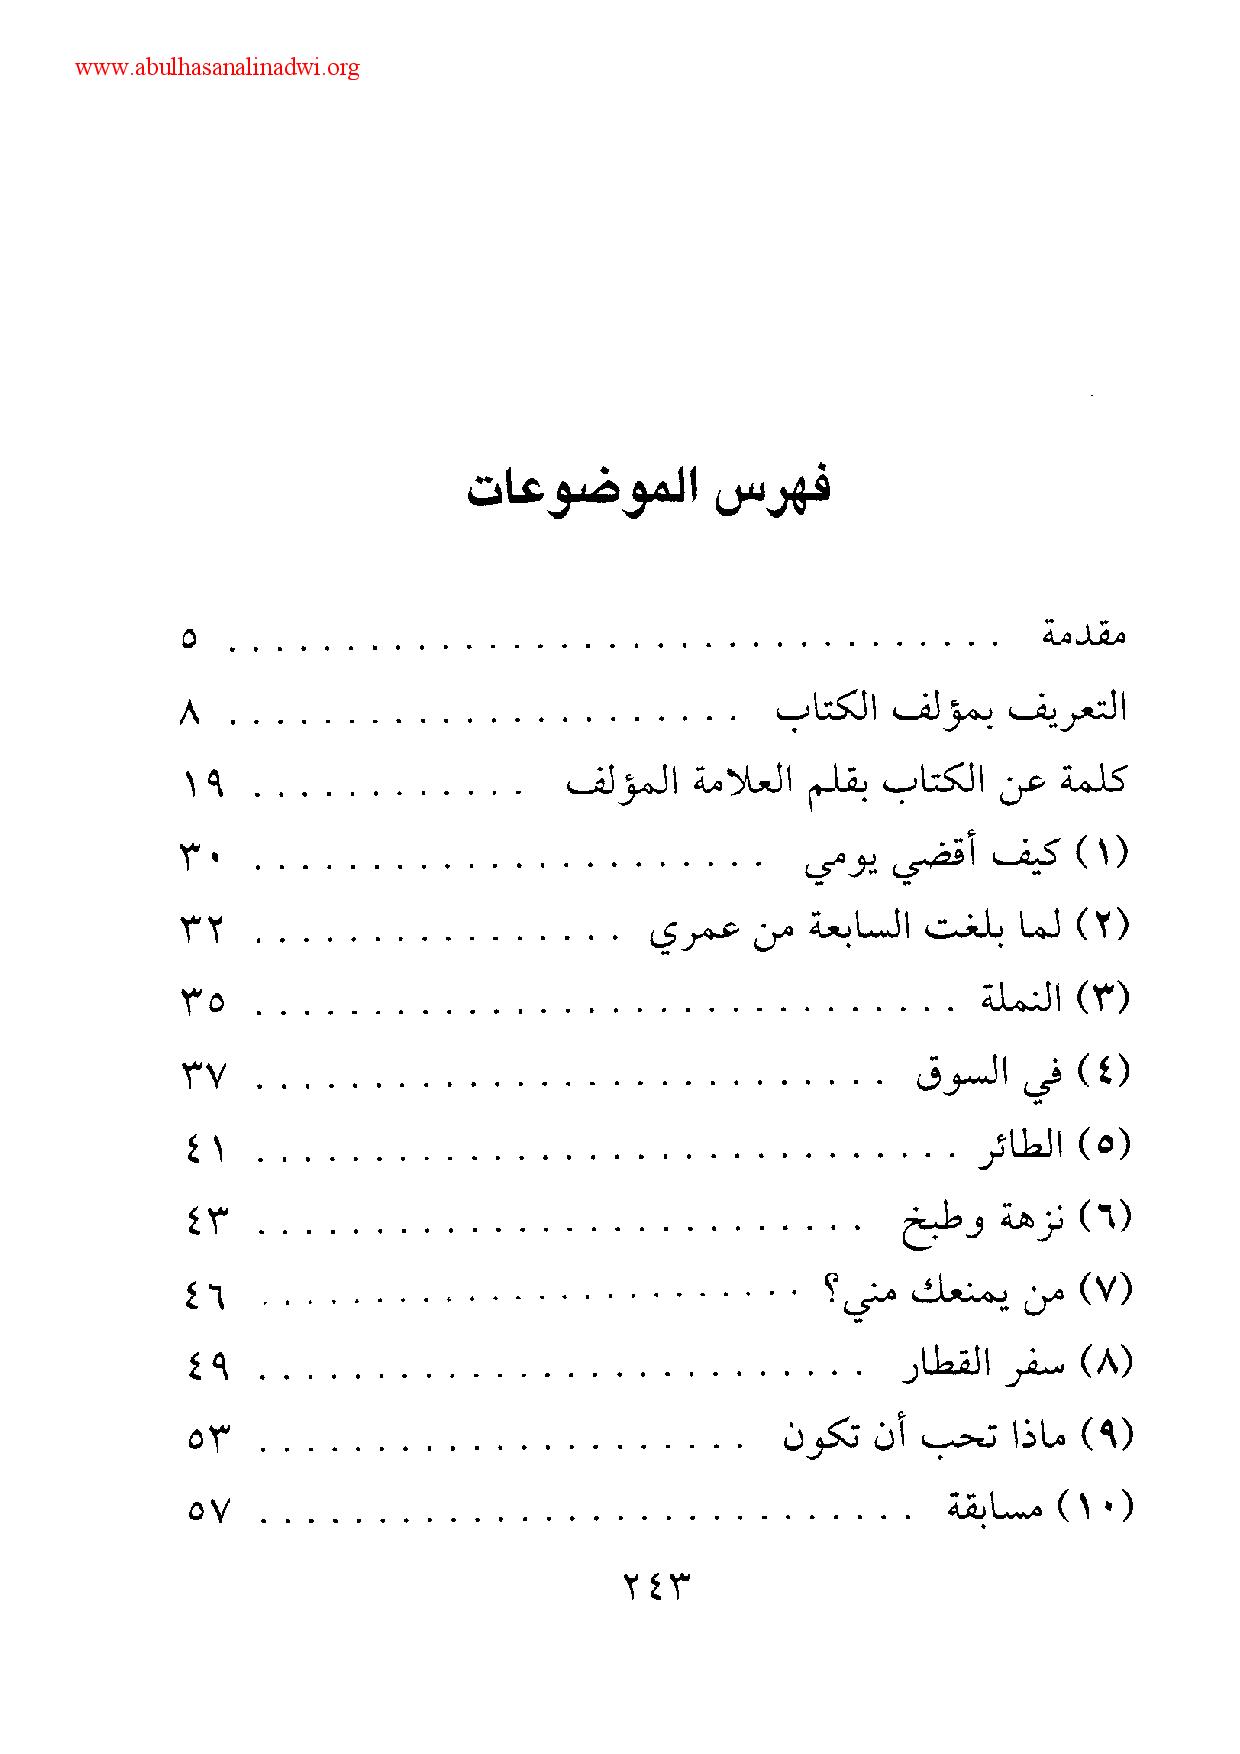 www.abulhasanalinadwi.org
فهرس الموضوعات
مقدمة . . . . . . . . . . . . . . . . . . . . . . . . . . . . . . . . . ٥
التعريف بمؤلف الكتاب . . . . . . . . . . . . . . . . . . . . . . ٨
كلمة عن الكتاب بقلم العلامة المؤلف . . . . . . . . . . . . ١٩
(١) كيف أقضي يومي . . . . . . . . . . . . . . . . . . . . . . ٣٠
(٢) لما بلغت السابعة من عمري . . . . . . . . . . . . . . . . ٣٢
(٣) النملة . . . . . . . . . . . . . . . . . . . . . . . . . . . . . . ٣٥
(٤) في السوق . . . . . . . . . . . . . . . . . . . . . . . . . . . ٣٧
(٥) الطائر . . . . . . . . . . . . . . . . . . . . . . . . . . . . . . ٤١
(٦) نزهة وطبخ . . . . . . . . . . . . . . . . . . . . . . . . . . ٤٣
(٧) من يمنعك مني؟ . . . . . . . . . . . . . . . . . . . . . . . . ٤٦
(٨) سفر القطار . . . . . . . . . . . . . . . . . . . . . . . . . . ٤٩
(٩) ماذا تحب أن تكون . . . . . . . . . . . . . . . . . . . . . ٥٣
(١٠) مسابقة . . . . . . . . . . . . . . . . . . . . . . . . . . . . ٥٧
٢٤٣